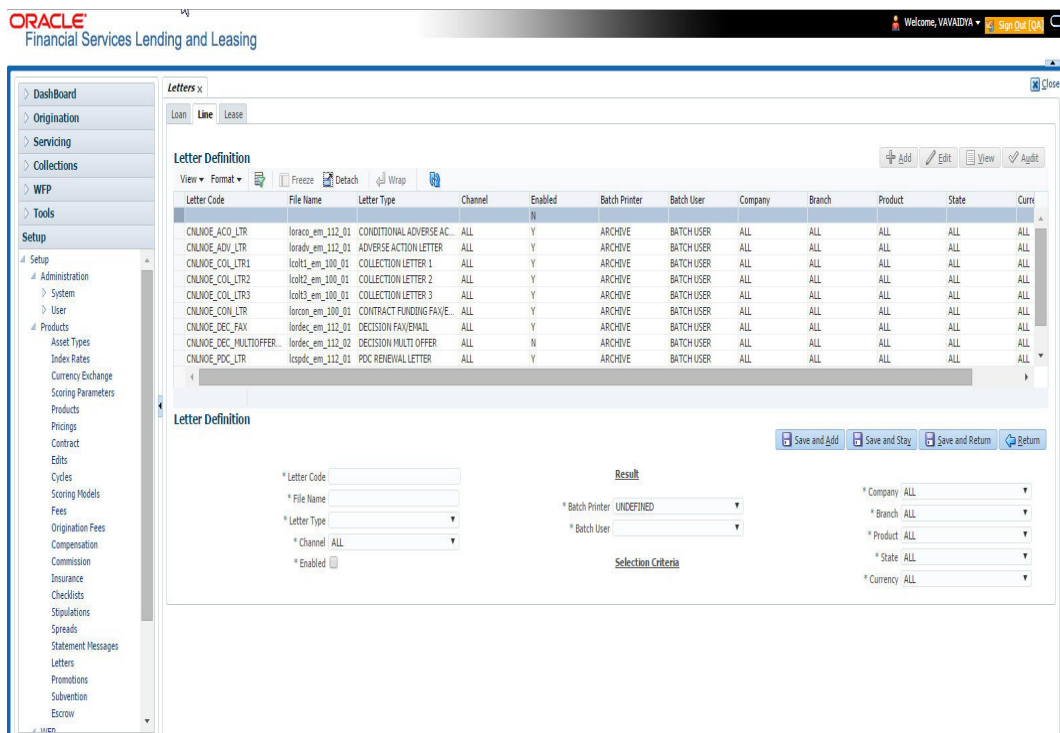 ORACLE
Financial Services Lending and Leasing
Welcome, VAVAIDYA
Sign Out [QA]
DashBoard
Origination
Servicing
Collections
WFP
Tools
Setup
Setup
Administration
System
User
Products
Asset Types
Index Rates
Currency Exchange
Scoring Parameters
Products
Pricings
Contract
Edits
Cycles
Scoring Models
Fees
Origination Fees
Compensation
Commission
Insurance
Checklists
Stipulations
Spreads
Statement Messages
Letters
Promotions
Subvention
Escrow
WFP
Letters x
Close
Loan Line Lease
Letter Definition
Add Edit View Audit
View Format Freeze Detach Wrap
Letter Code File Name Letter Type Channel Enabled Batch Printer Batch User Company Branch Product State Curre
N
CNLNOE_ACO_LTR loraco_em_112_01 CONDITIONAL ADVERSE AC... ALL Y ARCHIVE BATCH USER ALL ALL ALL ALL ALL
CNLNOE_ADV_LTR loradv_em_112_01 ADVERSE ACTION LETTER ALL Y ARCHIVE BATCH USER ALL ALL ALL ALL ALL
CNLNOE_COL_LTR1 lcolt1_em_100_01 COLLECTION LETTER 1 ALL Y ARCHIVE BATCH USER ALL ALL ALL ALL ALL
CNLNOE_COL_LTR2 lcolt2_em_100_01 COLLECTION LETTER 2 ALL Y ARCHIVE BATCH USER ALL ALL ALL ALL ALL
CNLNOE_COL_LTR3 lcolt3_em_100_01 COLLECTION LETTER 3 ALL Y ARCHIVE BATCH USER ALL ALL ALL ALL ALL
CNLNOE_CON_LTR lorcon_em_100_01 CONTRACT FUNDING FAX/E... ALL Y ARCHIVE BATCH USER ALL ALL ALL ALL ALL
CNLNOE_DEC_FAX lordec_em_112_01 DECISION FAX/EMAIL ALL Y ARCHIVE BATCH USER ALL ALL ALL ALL ALL
CNLNOE_DEC_MULTIOFFER... lordec_em_112_02 DECISION MULTI OFFER ALL N ARCHIVE BATCH USER ALL ALL ALL ALL ALL
CNLNOE_PDC_LTR lcspdc_em_112_01 PDC RENEWAL LETTER ALL Y ARCHIVE BATCH USER ALL ALL ALL ALL ALL
Letter Definition
Save and Add Save and Stay Save and Return Return
* Letter Code
* File Name
* Letter Type
* Channel ALL
* Enabled
Result
* Batch Printer UNDEFINED
* Batch User
Selection Criteria
* Company ALL
* Branch ALL
* Product ALL
* State ALL
* Currency ALL